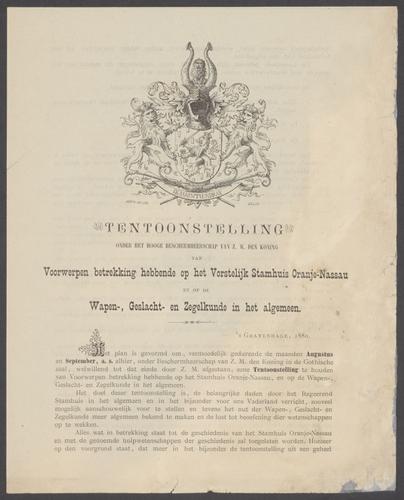 TENTOONSTELLING
ONDER HET HOOGE BESCHERMHEERSCHAP VAN Z. M. DEN KONING
VAN
Voorwerpen betrekking hebbende op het Vorstelijk Stamhuis Oranje-Nassau
EN OP DE
Wapen-, Geslacht- en Zegelkunde in het algemeen.
's GRAVENHAGE, 1880.
Het plan is gevormd om, vermoedelijk gedurende de maanden Augustus
en September, a. s. alhier, onder Beschermheerschap van Z. M. den Koning in de Gothische
zaal, welwillend tot dat einde door Z. M. afgestaan, eene Tentoonstelling te houden
van Voorwerpen betrekking hebbende op het Stamhuis Oranje-Nassau, en op de Wapen-,
Geslacht- en Zegelkunde in het algemeen.
Het doel dezer tentoonstelling is, de belangrijke daden door het Regeerend
Stamhuis in het algemeen en in het bijzonder voor ons Vaderland verricht, zooveel
mogelijk aanschouwelijk voor te stellen en tevens het nut der Wapen-, Geslacht- en
Zegelkunde meer algemeen bekend te maken en de lust tot beoefening dier wetenschappen
op te wekken.
Alles wat in betrekking staat tot de geschiedenis van het Stamhuis Oranje-Nassau
en met de genoemde hulpwetenschappen der geschiedenis zal toegelaten worden. Hoezeer
op den voorgrond staat, dat meer in het bijzonder de tentoonstelling uit een geheel